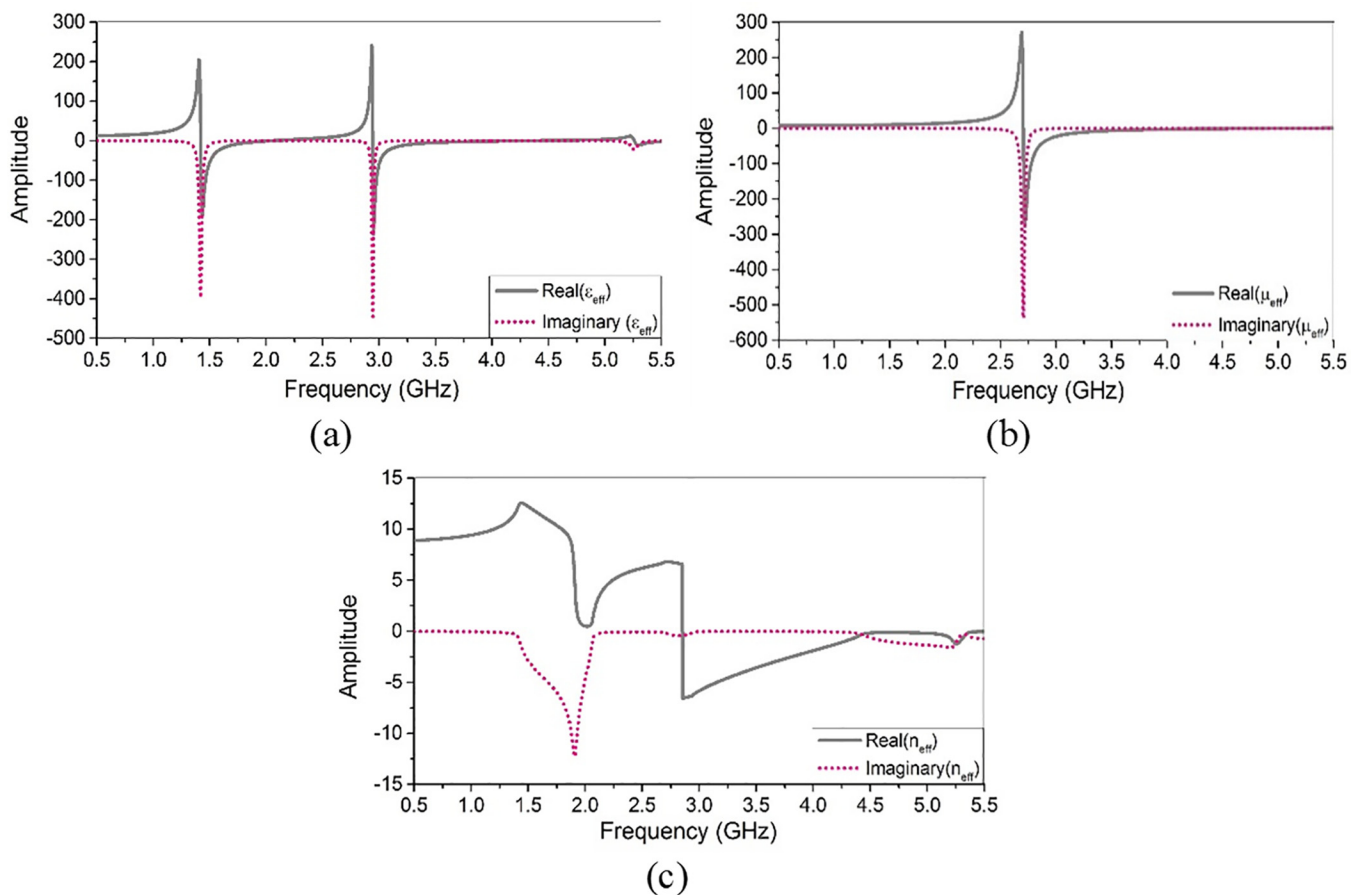 300
200
100
0
-100
-200
-300
-400
-500
Amplitude
Real(εeff)
Imaginary (εeff)
0.5 1.0 1.5 2.0 2.5 3.0 3.5 4.0 4.5 5.0 5.5
Frequency (GHz)
(a)
300
200
100
0
-100
-200
-300
-400
-500
-600
Amplitude
Real(μeff)
Imaginary(μeff)
0.5 1.0 1.5 2.0 2.5 3.0 3.5 4.0 4.5 5.0 5.5
Frequency (GHz)
(b)
15
10
5
0
-5
-10
-15
Amplitude
Real(neff)
Imaginary(neff)
0.5 1.0 1.5 2.0 2.5 3.0 3.5 4.0 4.5 5.0 5.5
Frequency (GHz)
(c)